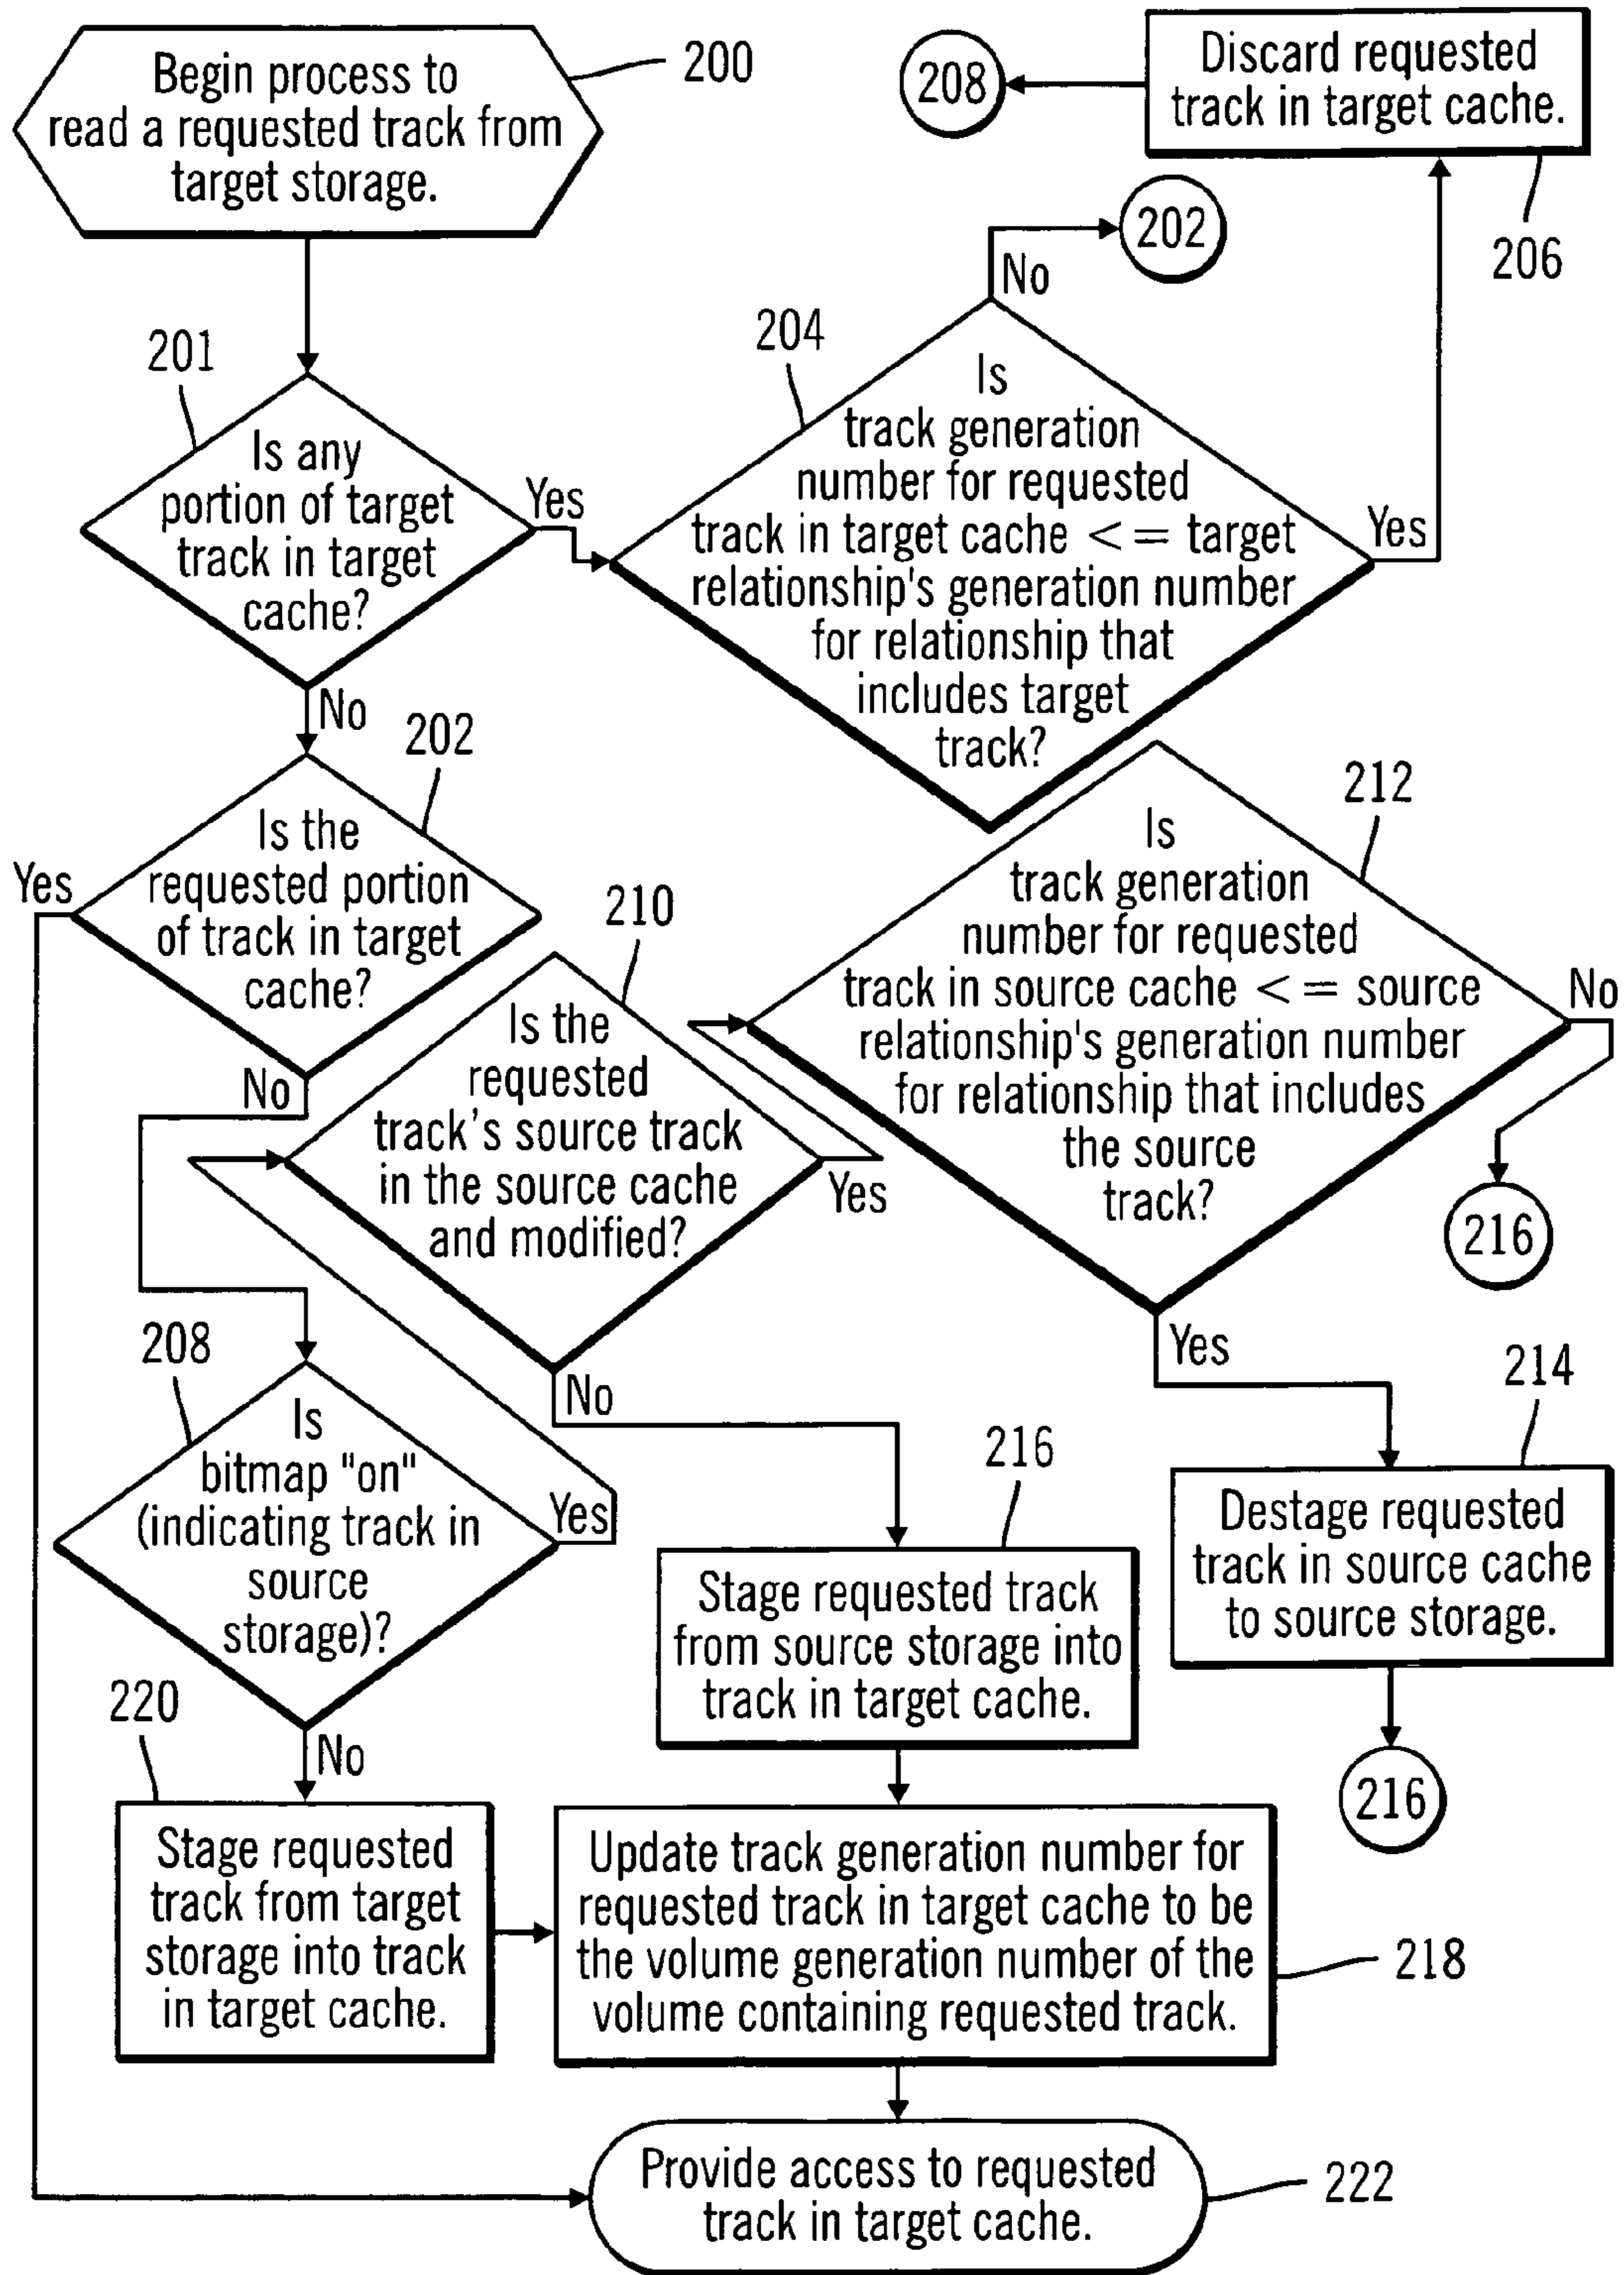 Begin process to
read a requested track from
target storage.
200
208
Discard requested
track in target cache.
206
202
No
204
Is
track generation
number for requested
track in target cache <= target
relationship's generation number
for relationship that
includes target
track?
Yes
201
Is any
portion of target
track in target
cache?
Yes
No
202
Is the
requested portion
of track in target
cache?
Yes
No
210
Is the
requested
track's source track
in the source cache
and modified?
Yes
No
212
Is
track generation
number for requested
track in source cache <= source
relationship's generation number
for relationship that includes
the source
track?
No
216
Yes
214
Destage requested
track in source cache
to source storage.
216
208
Is
bitmap "on"
(indicating track in
source
storage)?
Yes
No
216
Stage requested track
from source storage into
track in target cache.
220
Stage requested
track from target
storage into track
in target cache.
Update track generation number for
requested track in target cache to be
the volume generation number of the
volume containing requested track.
218
Provide access to requested
track in target cache.
222